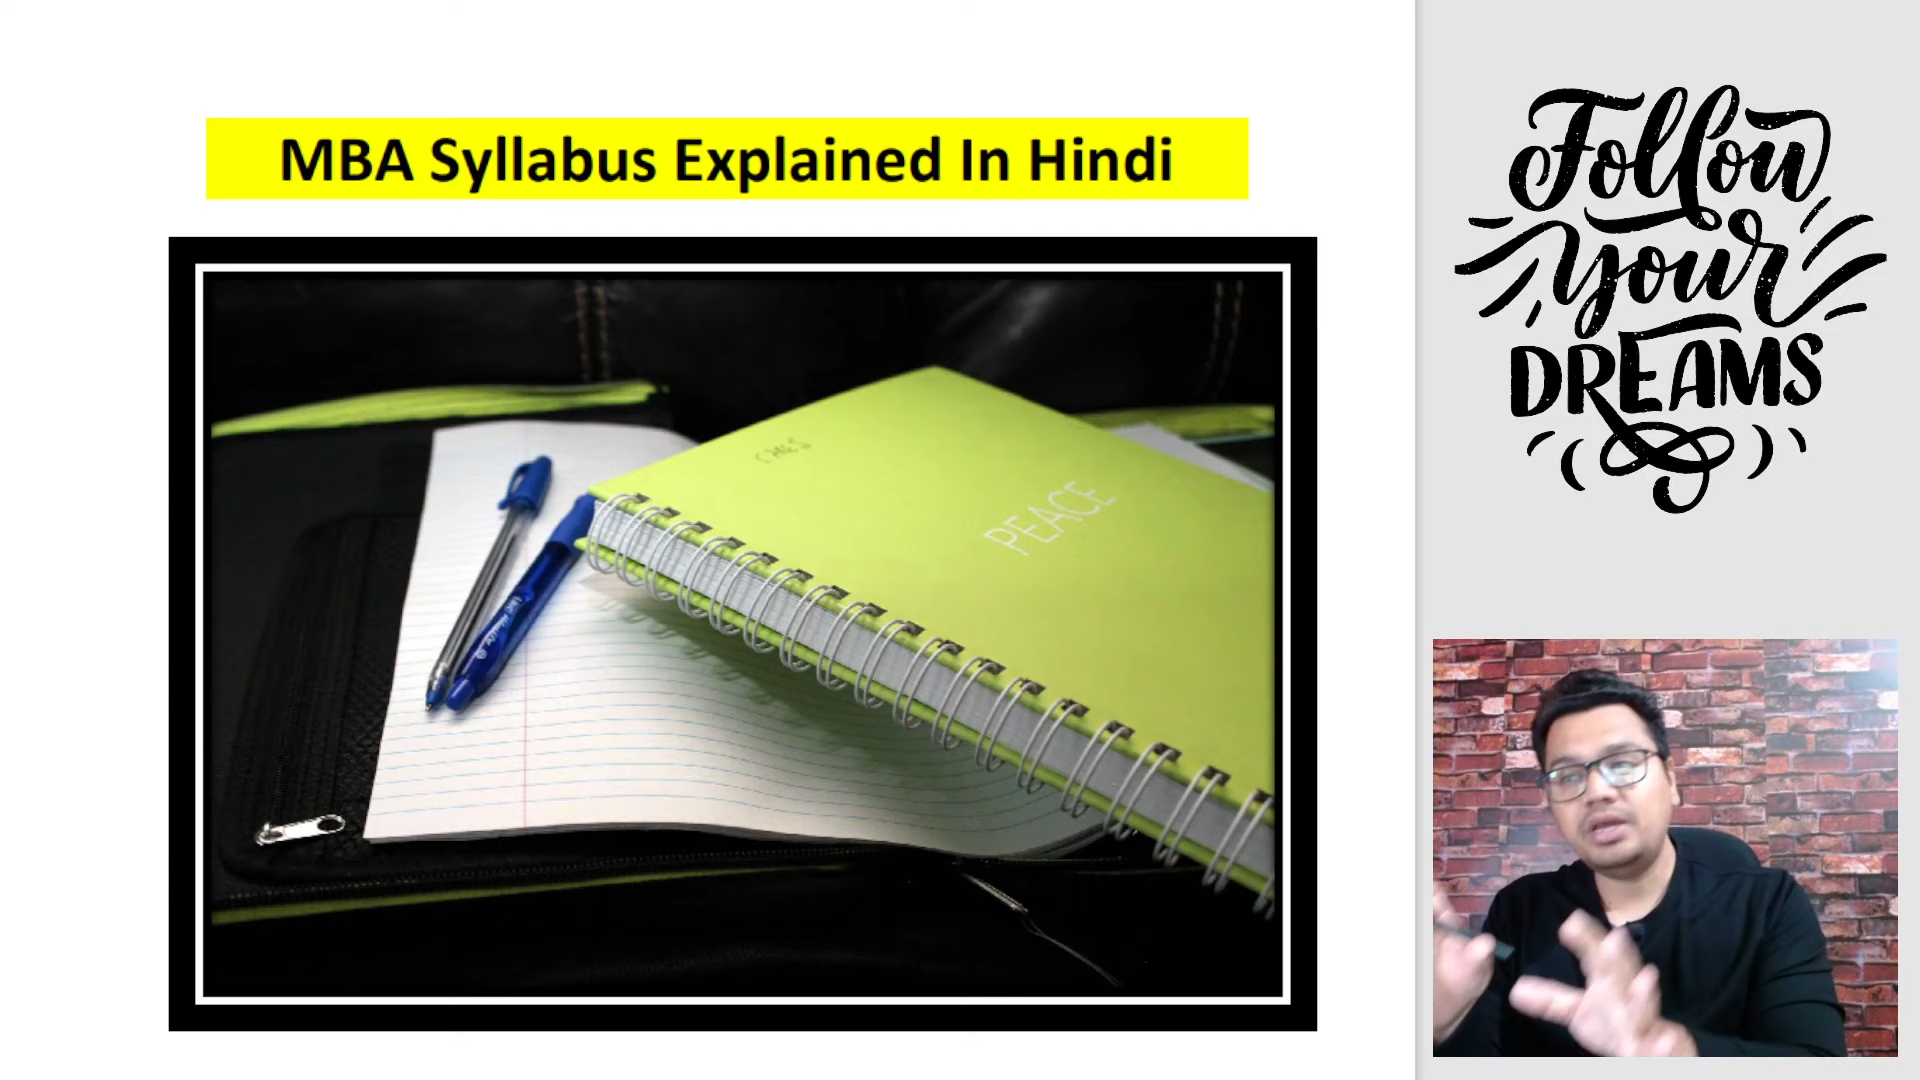 MBA Syllabus Explained In Hindi
Follow
your
DREAMS
PEACE